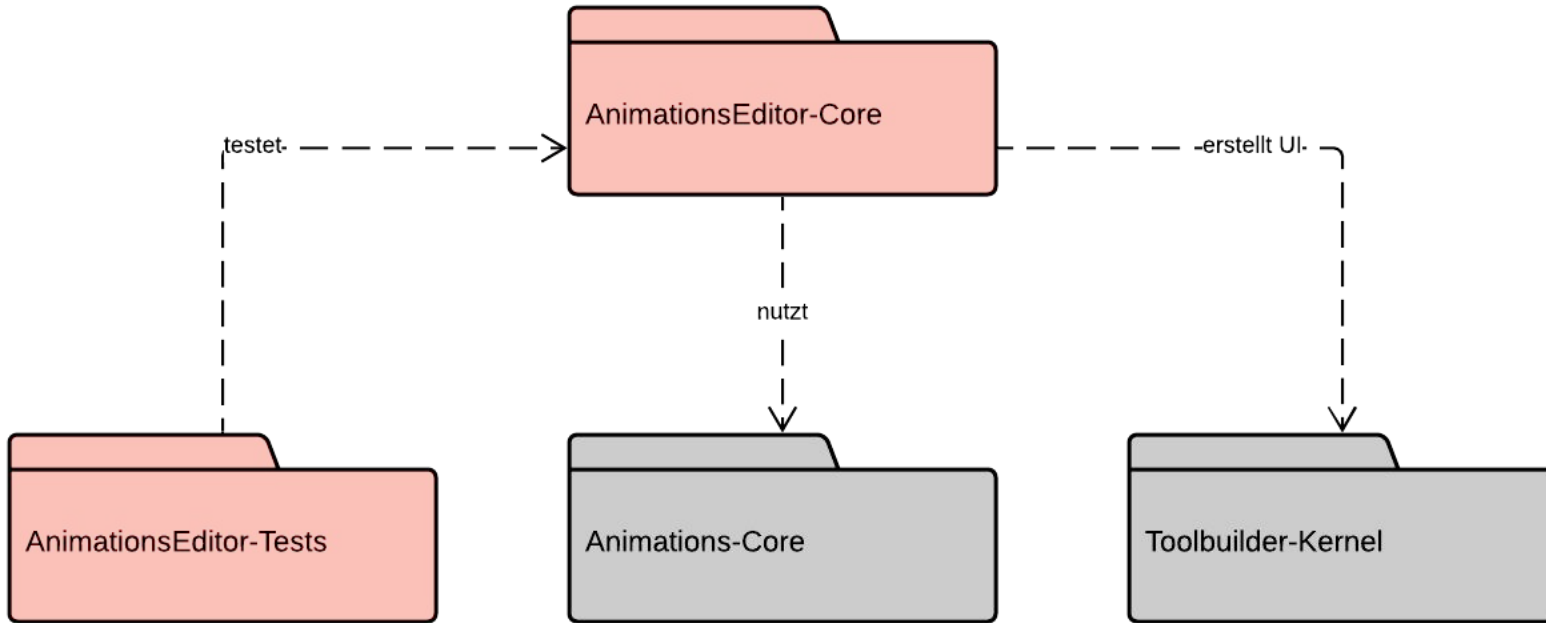 AnimationsEditor-Core
testet
erstellt UI
nutzt
AnimationsEditor-Tests
Animations-Core
Toolbuilder-Kernel